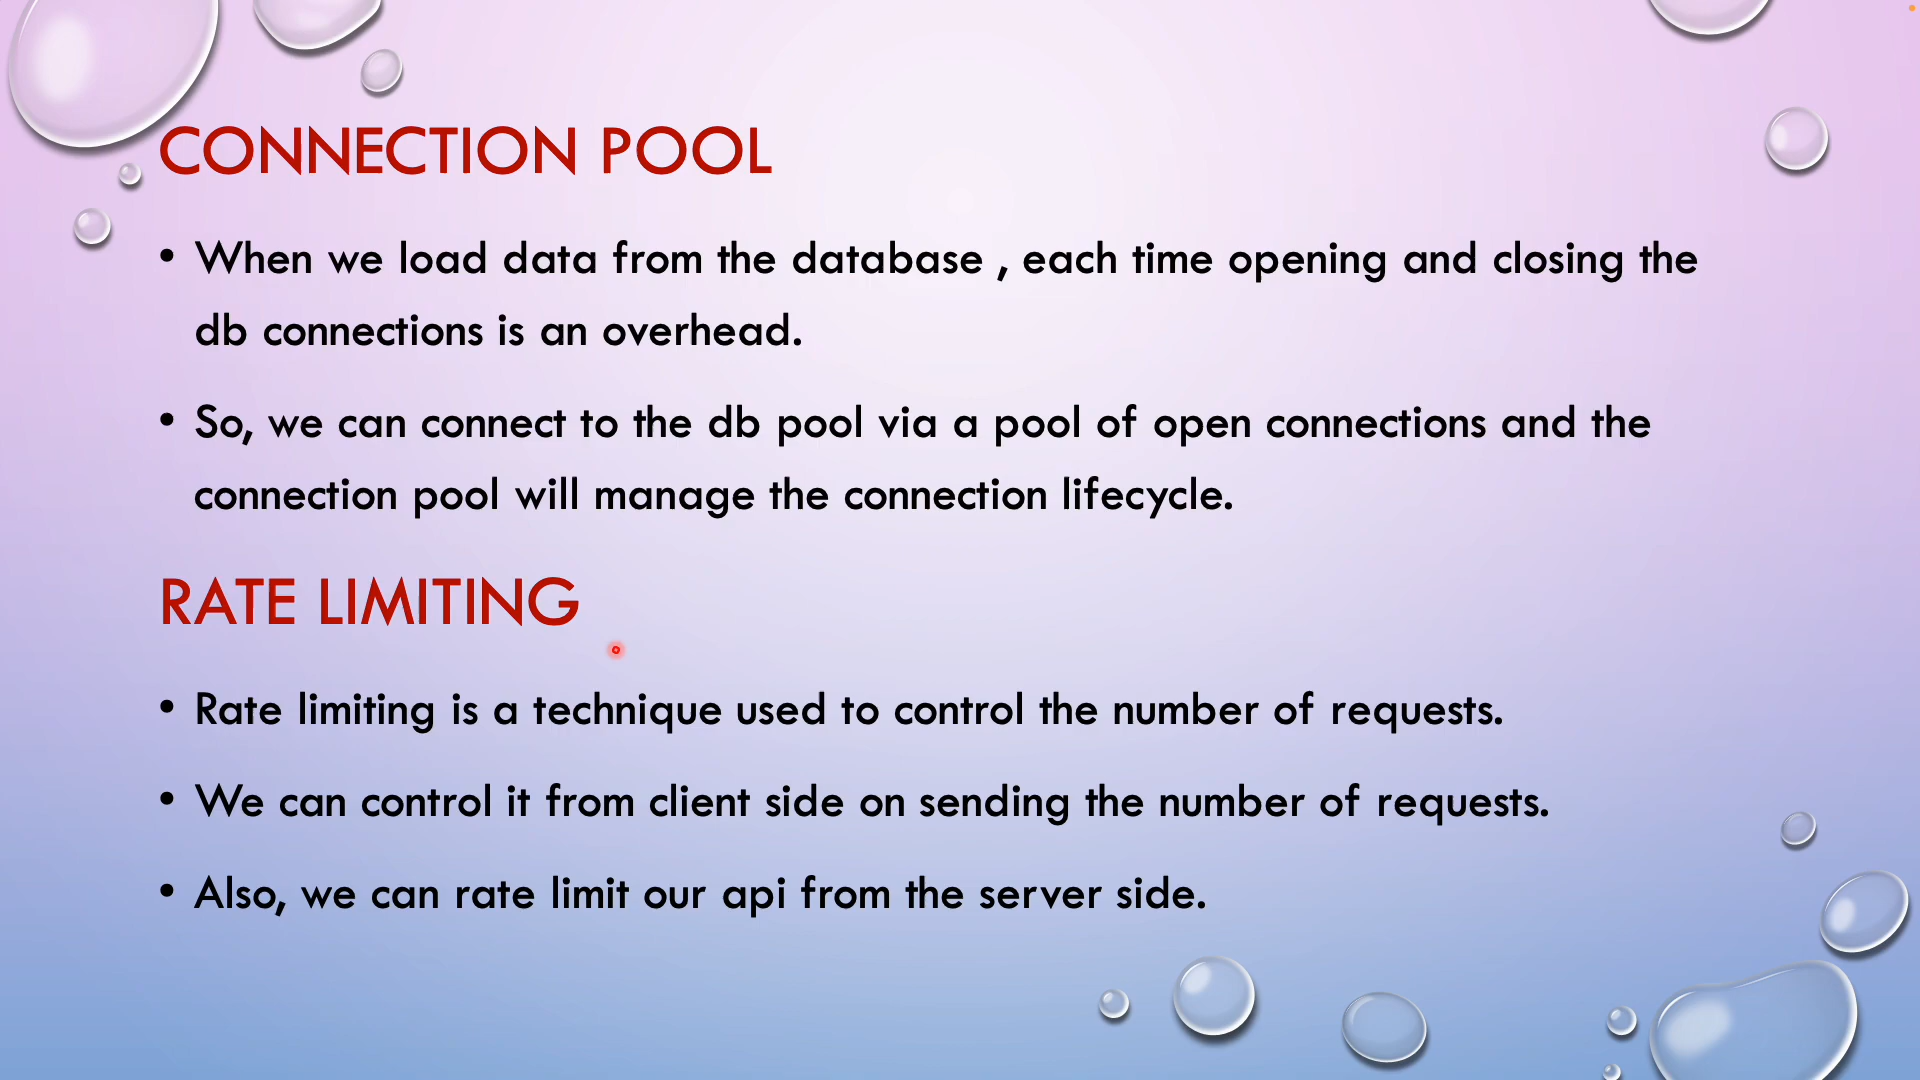 CONNECTION POOL
• When we load data from the database , each time opening and closing the
db connections is an overhead.
• So, we can connect to the db pool via a pool of open connections and the
connection pool will manage the connection lifecycle.
RATE LIMITING
• Rate limiting is a technique used to control the number of requests.
• We can control it from client side on sending the number of requests.
• Also, we can rate limit our api from the server side.